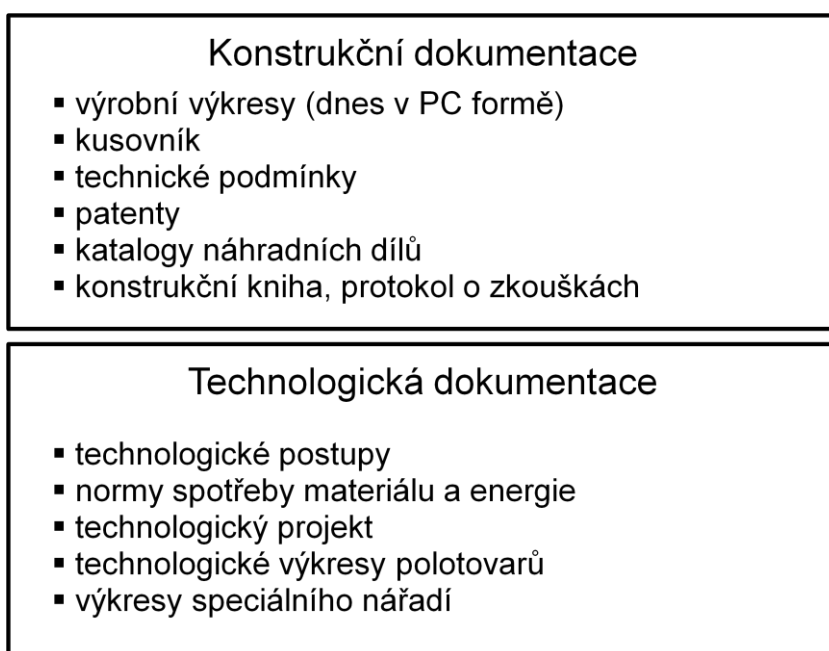 Konstrukční dokumentace
▪ výrobní výkresy (dnes v PC formě)
▪ kusovník
▪ technické podmínky
▪ patenty
▪ katalogy náhradních dílů
▪ konstrukční kniha, protokol o zkouškách
Technologická dokumentace
▪ technologické postupy
▪ normy spotřeby materiálu a energie
▪ technologický projekt
▪ technologické výkresy polotovarů
▪ výkresy speciálního nářadí